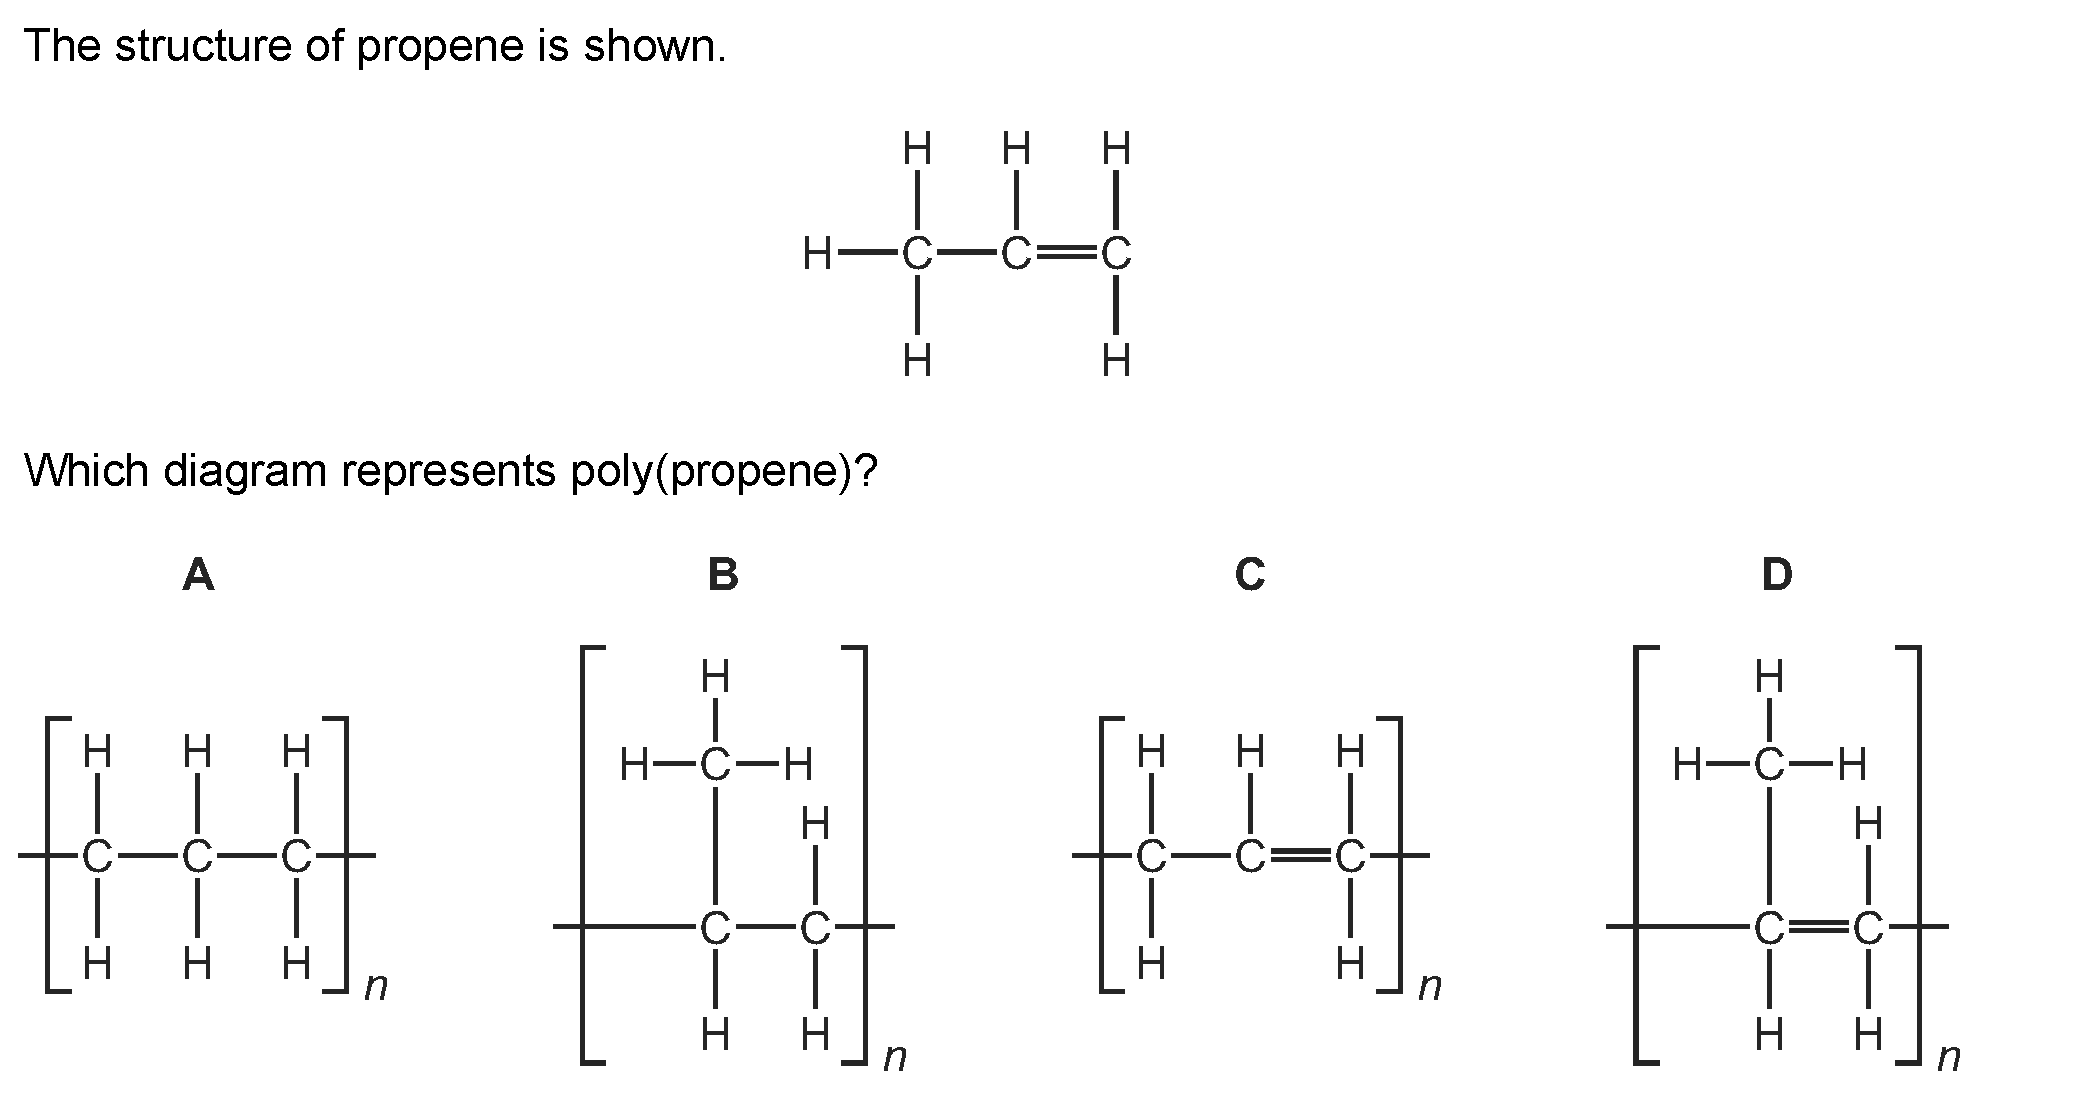 The structure of propene is shown.
H H H
H C C C
H H
Which diagram represents poly(propene)?
A B C D
H H
H C H H C H
H H H H H H
H H
C C C C C C
C C C C
H H H H H
n n
H H H H
n n